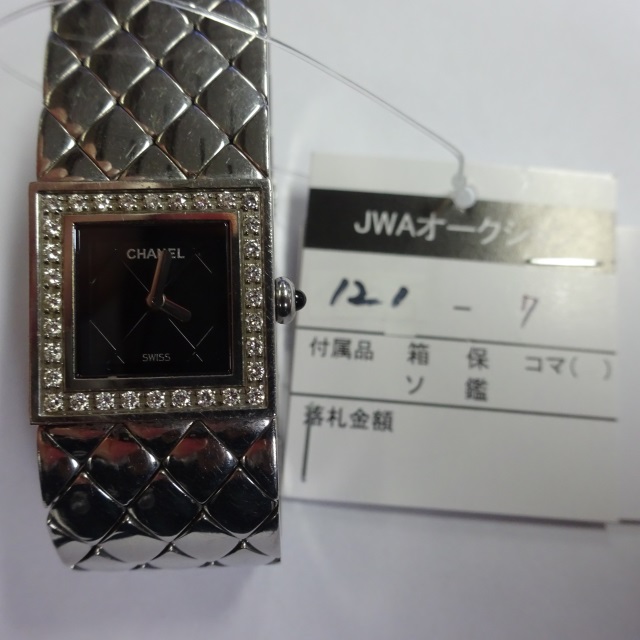 CHANEL
SWISS
JWAオークシ
121 - 7
付属品 箱 保 コマ( )
ソ 鑑
落札金額